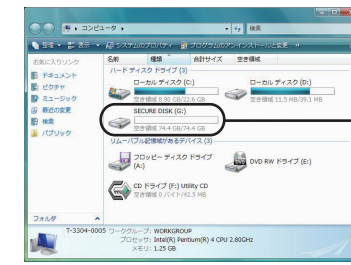 コンピュータ
検索
整理 表示 システムのプロパティ プログラムのアンインストールと変更 »
お気に入りリンク
ドキュメント
ピクチャ
ミュージック
最近の変更
検索
パブリック
フォルダ
名前 種類 合計サイズ 空き領域
ハード ディスク ドライブ (3)
ローカル ディスク (C:)
空き領域 8.90 GB/22.6 GB
ローカル ディスク (D:)
空き領域 11.5 MB/39.1 MB
SECURE DISK (G:)
空き領域 74.4 GB/74.4 GB
リムーバブル記憶域があるデバイス (3)
フロッピー ディスク ドライブ (A:)
DVD RW ドライブ (E:)
CD ドライブ (F:) Utility CD
空き領域 0 バイト/42.5 MB
T-3304-0005 ワークグループ: WORKGROUP
プロセッサ: Intel(R) Pentium(R) 4 CPU 2.80GHz
メモリ: 1.25 GB